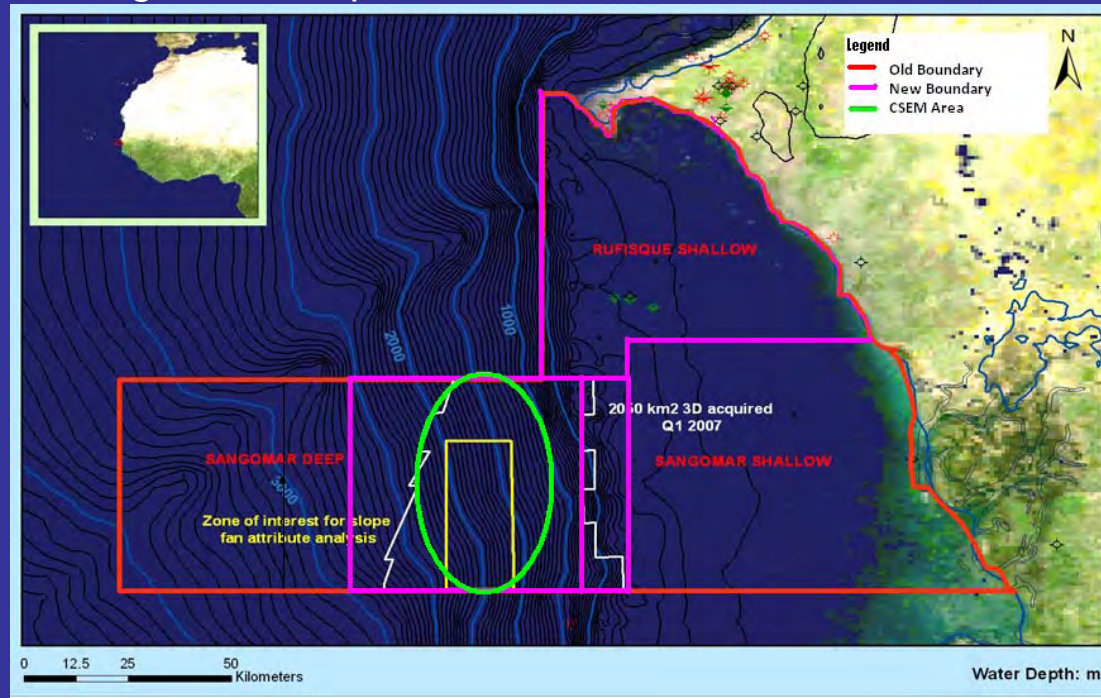 Legend
Old Boundary
New Boundary
CSEM Area
N
RUFISQUE SHALLOW
1000
2000
2050 km2 3D acquired
Q1 2007
SANGOMAR DEEP
SANGOMAR SHALLOW
3000
Zone of interest for slope
fan attribute analysis
0 12.5 25 50
Kilometers
Water Depth: m